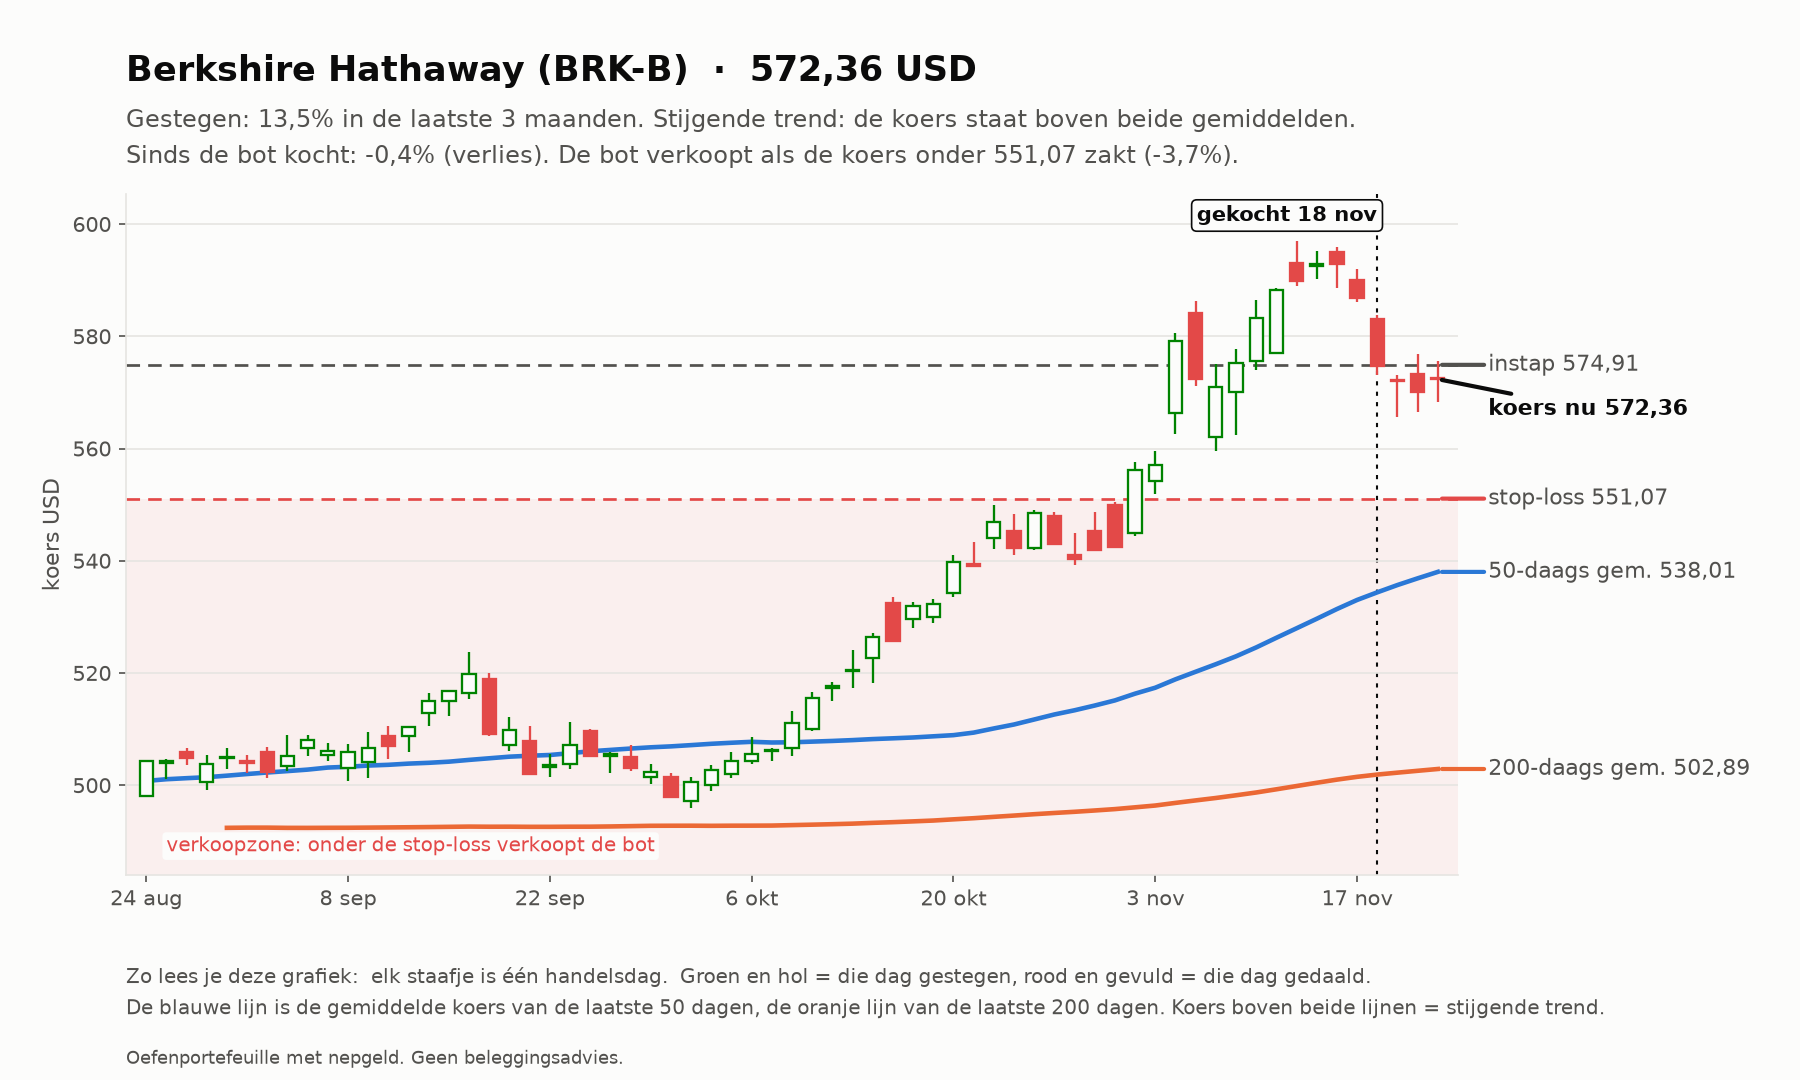 Berkshire Hathaway (BRK-B)  ·  572,36 USD
Gestegen: 13,5% in de laatste 3 maanden. Stijgende trend: de koers staat boven beide gemiddelden.
Sinds de bot kocht: -0,4% (verlies). De bot verkoopt als de koers onder 551,07 zakt (-3,7%).
gekocht 18 nov
600
580
560
540
520
500
koers USD
instap 574,91
koers nu 572,36
stop-loss 551,07
50-daags gem. 538,01
200-daags gem. 502,89
verkoopzone: onder de stop-loss verkoopt de bot
24 aug
8 sep
22 sep
6 okt
20 okt
3 nov
17 nov
Zo lees je deze grafiek:  elk staafje is één handelsdag.  Groen en hol = die dag gestegen, rood en gevuld = die dag gedaald.
De blauwe lijn is de gemiddelde koers van de laatste 50 dagen, de oranje lijn van de laatste 200 dagen. Koers boven beide lijnen = stijgende trend.
Oefenportefeuille met nepgeld. Geen beleggingsadvies.